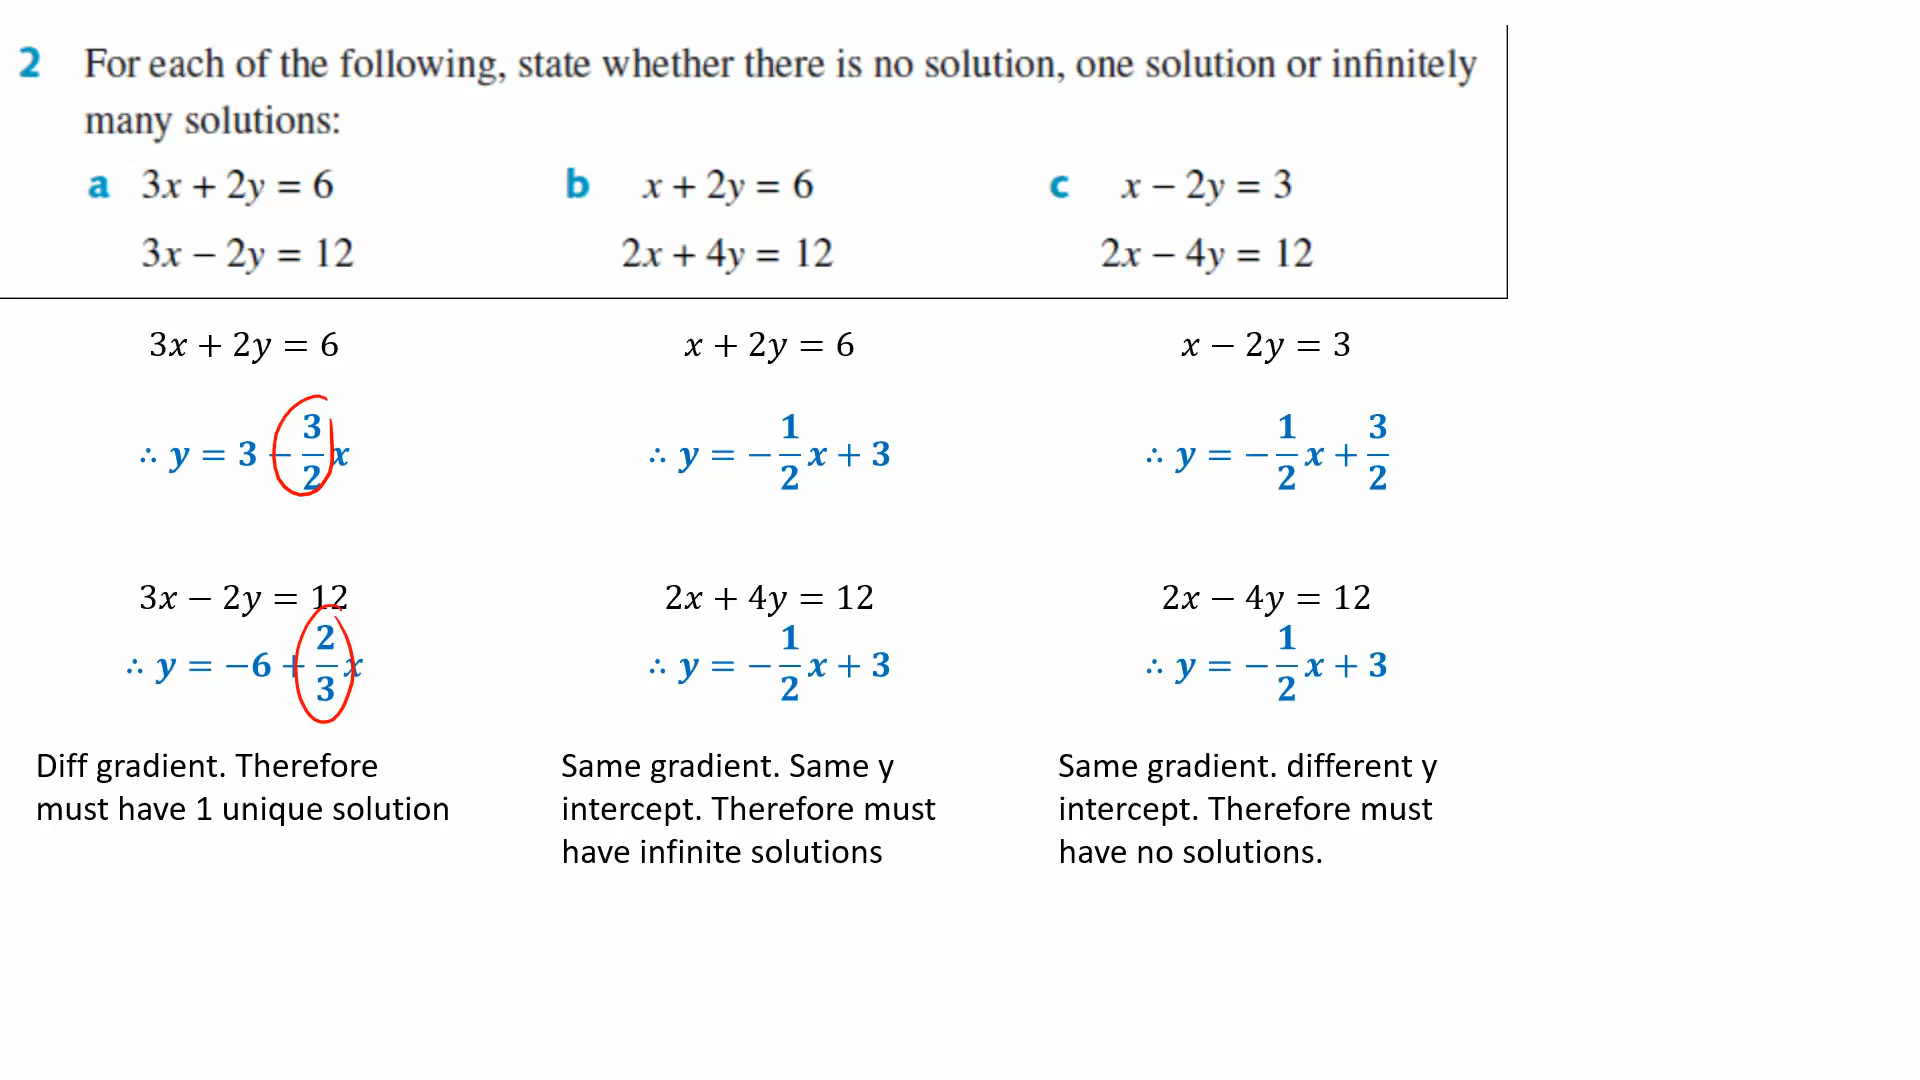 2 For each of the following, state whether there is no solution, one solution or infinitely
many solutions:
a 3x + 2y = 6 b x + 2y = 6 c x − 2y = 3
3x − 2y = 12 2x + 4y = 12 2x − 4y = 12
3x + 2y = 6
∴ y = 3 − 3/2 x
3x − 2y = 12
∴ y = −6 + 2/3 x
Diff gradient. Therefore
must have 1 unique solution
x + 2y = 6
∴ y = − 1/2 x + 3
2x + 4y = 12
∴ y = − 1/2 x + 3
Same gradient. Same y
intercept. Therefore must
have infinite solutions
x − 2y = 3
∴ y = − 1/2 x + 3/2
2x − 4y = 12
∴ y = − 1/2 x + 3
Same gradient. different y
intercept. Therefore must
have no solutions.